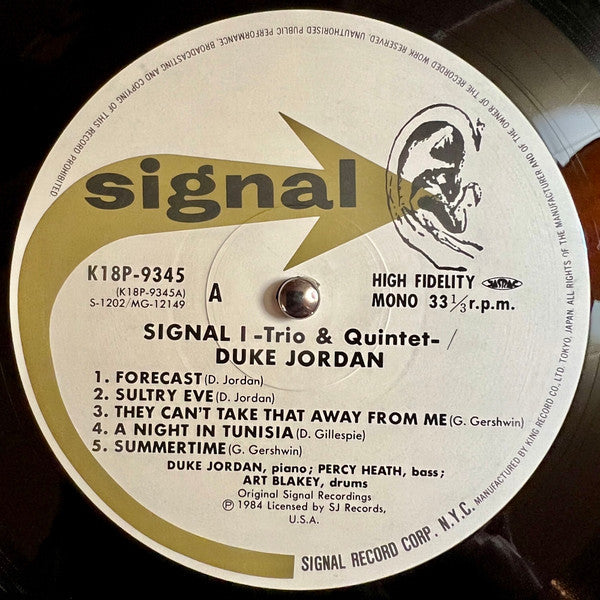 OF THE MANUFACTURER AND OF THE OWNER OF THE RECORDED WORK RESERVED. UNAUTHORISED PUBLIC PERFORMANCE, BROADCASTING AND COPYING OF THIS RECORD PROHIBITED
signal
K18P-9345
(K18P-9345A)
S-1202/MG-12149
A
HIGH FIDELITY JASRAC
MONO 33 1/3 r.p.m.
SIGNAL I -Trio & Quintet- /
DUKE JORDAN
1. FORECAST (D. Jordan)
2. SULTRY EVE (D. Jordan)
3. THEY CAN'T TAKE THAT AWAY FROM ME (G. Gershwin)
4. A NIGHT IN TUNISIA (D. Gillespie)
5. SUMMERTIME (G. Gershwin)
DUKE JORDAN, piano; PERCY HEATH, bass;
ART BLAKEY, drums
Original Signal Recordings
℗ 1984 Licensed by SJ Records,
U.S.A.
SIGNAL RECORD CORP. N.Y.C.
MANUFACTURED BY KING RECORD CO., LTD. TOKYO, JAPAN. ALL RIGHTS